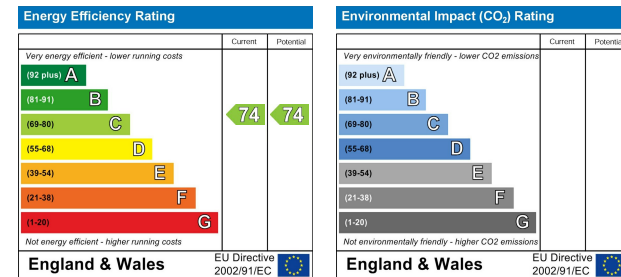 Energy Efficiency Rating
Current Potential
Very energy efficient - lower running costs
(92 plus) A
(81-91) B
(69-80) C
74 74
(55-68) D
(39-54) E
(21-38) F
(1-20) G
Not energy efficient - higher running costs
England & Wales
EU Directive
2002/91/EC
Environmental Impact (CO₂) Rating
Current Potentia
Very environmentally friendly - lower CO2 emissions
(92 plus) A
(81-91) B
(69-80) C
(55-68) D
(39-54) E
(21-38) F
(1-20) G
Not environmentally friendly - higher CO2 emissions
England & Wales
EU Directive
2002/91/EC